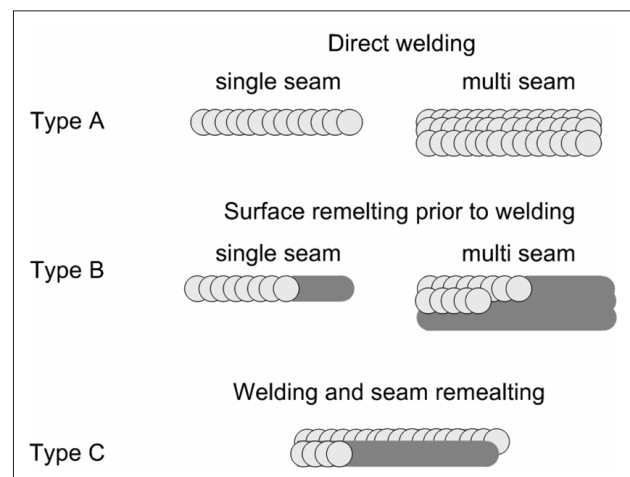 Direct welding
single seam multi seam
Type A
Surface remelting prior to welding
single seam multi seam
Type B
Welding and seam remealting
Type C